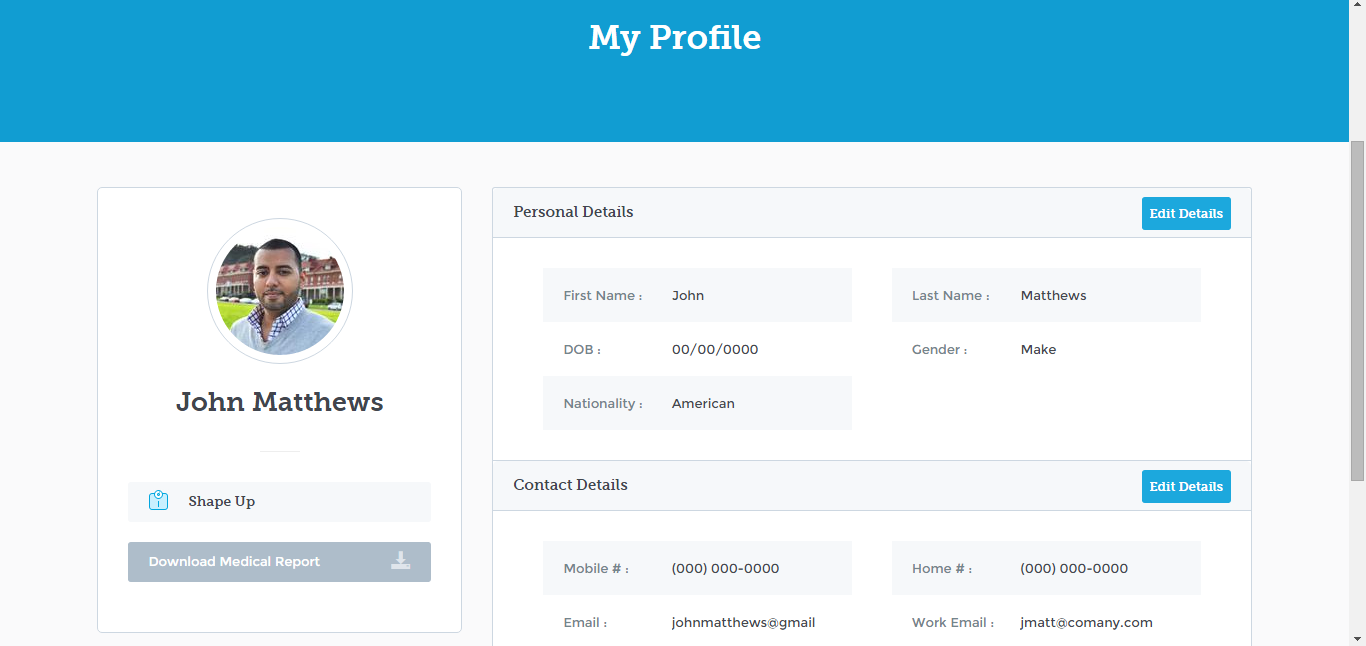 My Profile
John Matthews
Shape Up
Download Medical Report
Personal Details
Edit Details
First Name : John
Last Name : Matthews
DOB : 00/00/0000
Gender : Make
Nationality : American
Contact Details
Edit Details
Mobile # : (000) 000-0000
Home # : (000) 000-0000
Email : johnmatthews@gmail
Work Email : jmatt@comany.com